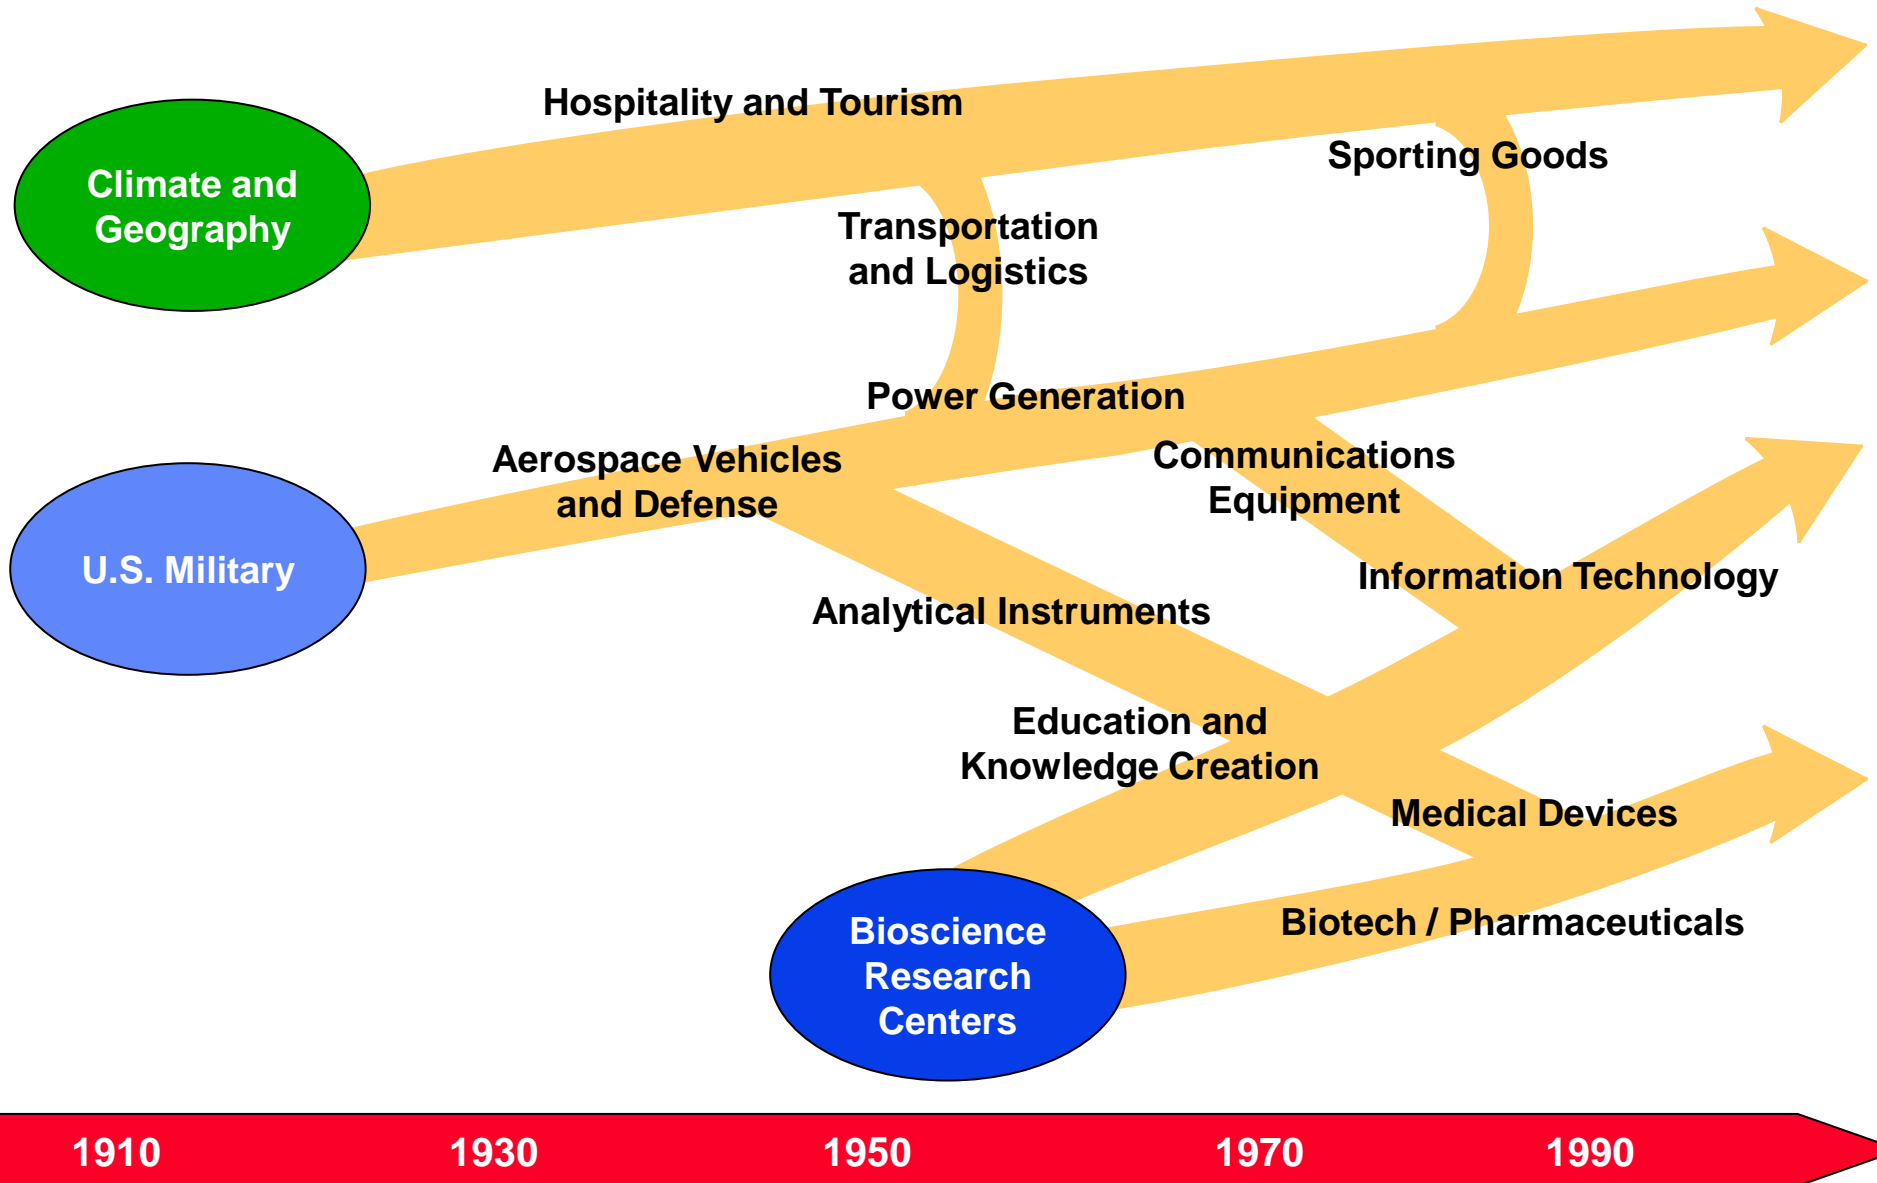 Hospitality and Tourism
Climate and
Geography
Sporting Goods
Transportation
and Logistics
Power Generation
Aerospace Vehicles
and Defense
Communications
Equipment
U.S. Military
Information Technology
Analytical Instruments
Education and
Knowledge Creation
Medical Devices
Bioscience
Research
Centers
Biotech / Pharmaceuticals
1910 1930 1950 1970 1990